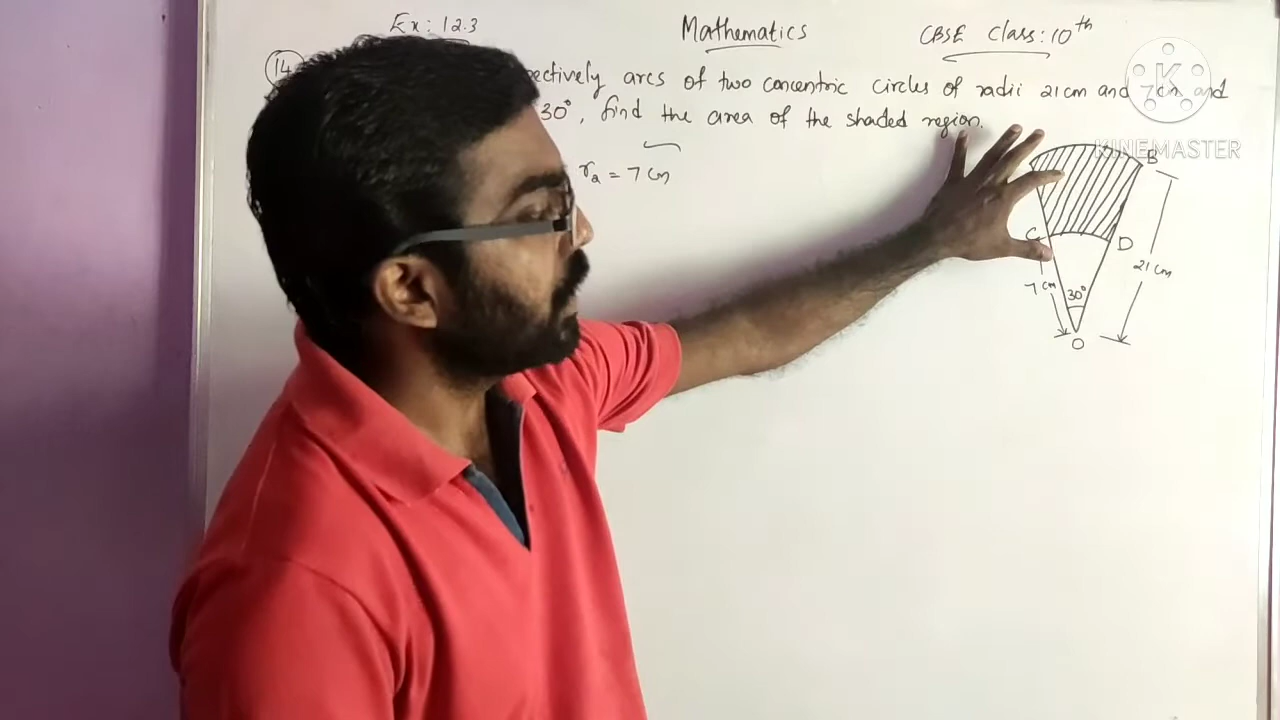 Ex: 12.3
Mathematics
CBSE Class: 10th
14
pectively arcs of two concentric circles of radii 21 cm and 7 cm and
30°, find the area of the shaded region.
r2 = 7 cm
B
C
D
7 cm
21 cm
30°
O
K
KINEMASTER